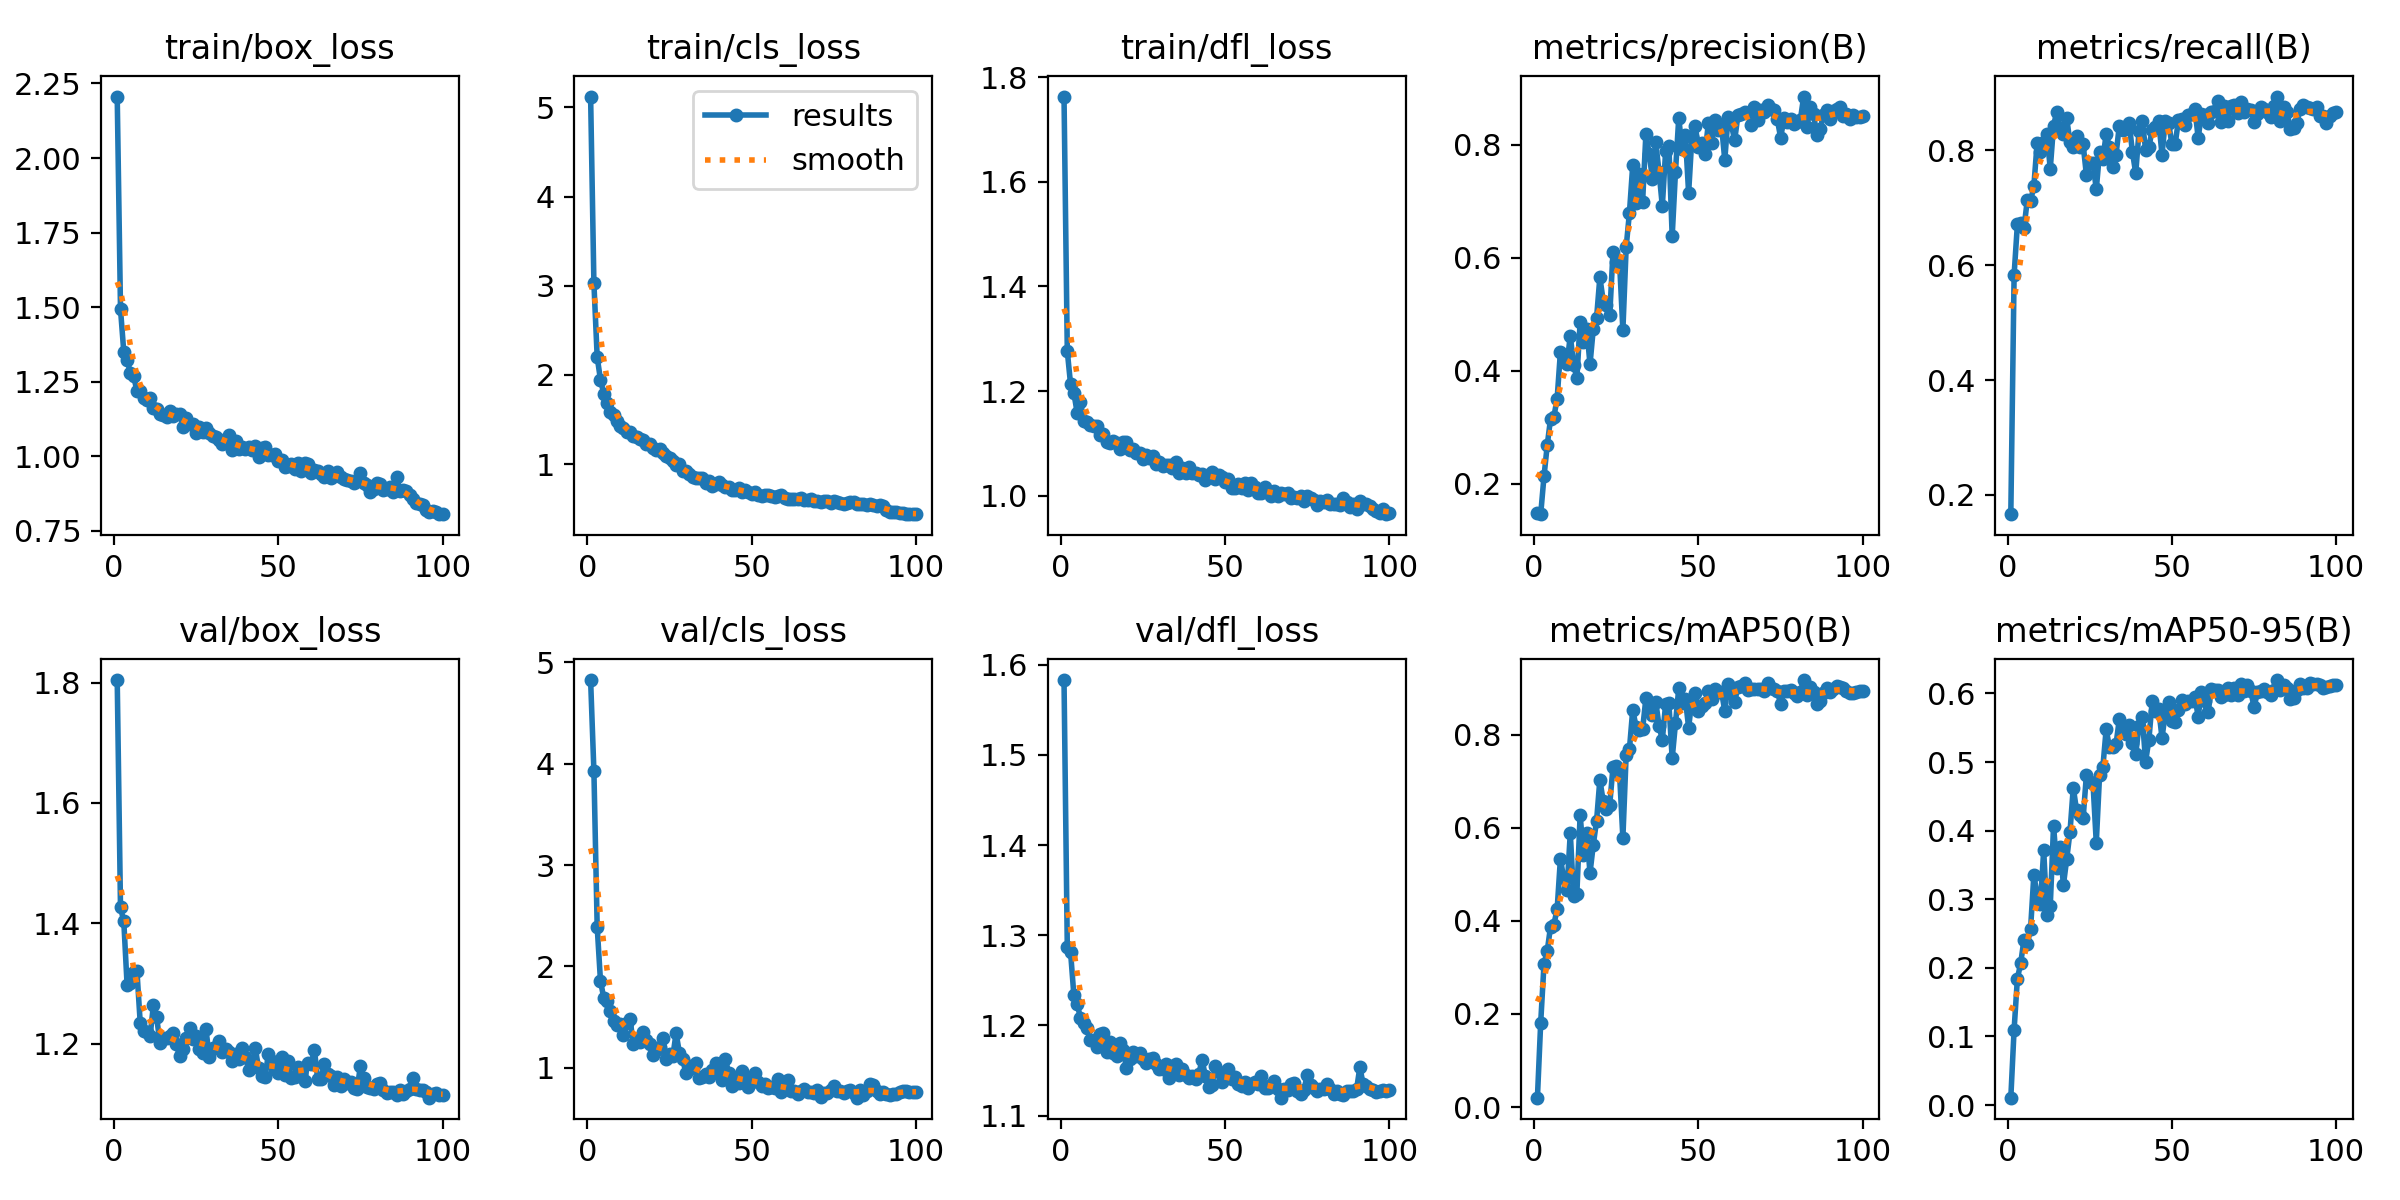 train/box_loss
2.25
2.00
1.75
1.50
1.25
1.00
0.75
0 50 100
train/cls_loss
results
smooth
5
4
3
2
1
0 50 100
train/dfl_loss
1.8
1.6
1.4
1.2
1.0
0 50 100
metrics/precision(B)
0.8
0.6
0.4
0.2
0 50 100
metrics/recall(B)
0.8
0.6
0.4
0.2
0 50 100
val/box_loss
1.8
1.6
1.4
1.2
0 50 100
val/cls_loss
5
4
3
2
1
0 50 100
val/dfl_loss
1.6
1.5
1.4
1.3
1.2
1.1
0 50 100
metrics/mAP50(B)
0.8
0.6
0.4
0.2
0.0
0 50 100
metrics/mAP50-95(B)
0.6
0.5
0.4
0.3
0.2
0.1
0.0
0 50 100